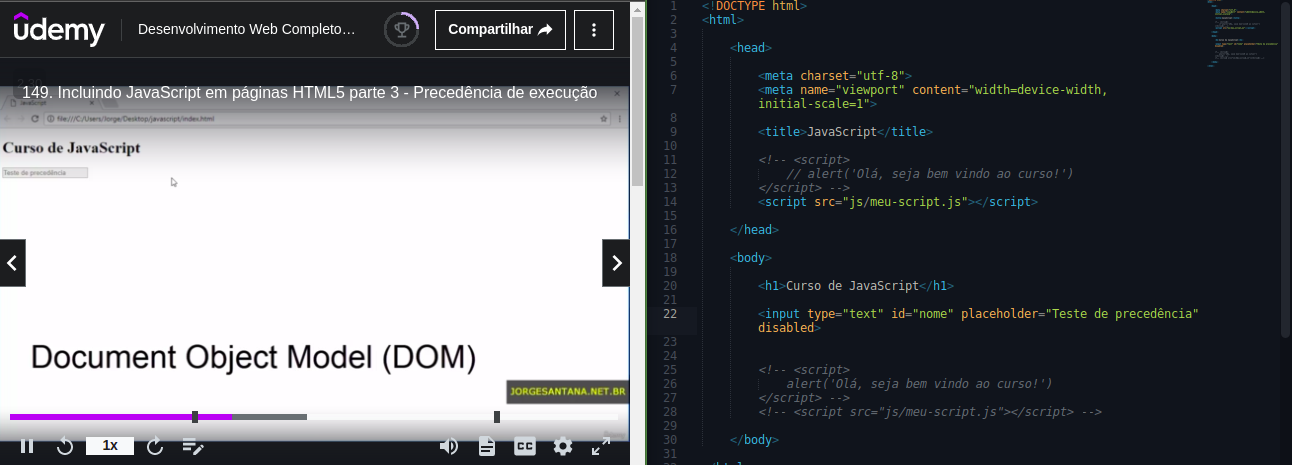 udemy
Desenvolvimento Web Completo…
Compartilhar
149. Incluindo JavaScript em páginas HTML5 parte 3 - Precedência de execução
JavaScript
file:///C:/Users/Jorge/Desktop/javascript/index.html
Curso de JavaScript
Teste de precedência
Document Object Model (DOM)
JORGESANTANA.NET.BR
1x
CC
1 <!DOCTYPE html>
2 <html>
3
4 <head>
5
6 <meta charset="utf-8">
7 <meta name="viewport" content="width=device-width,
initial-scale=1">
8
9 <title>JavaScript</title>
10
11 <!-- <script>
12 // alert('Olá, seja bem vindo ao curso!')
13 </script> -->
14 <script src="js/meu-script.js"></script>
15
16 </head>
17
18 <body>
19
20 <h1>Curso de JavaScript</h1>
21
22 <input type="text" id="nome" placeholder="Teste de precedência"
disabled>
23
24
25 <!-- <script>
26 alert('Olá, seja bem vindo ao curso!')
27 </script> -->
28 <!-- <script src="js/meu-script.js"></script> -->
29
30 </body>
31